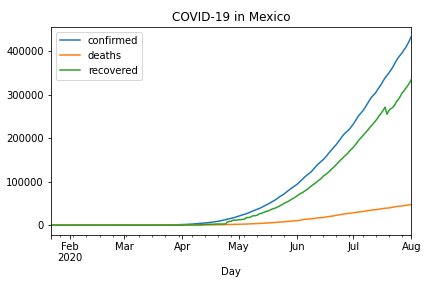 COVID-19 in Mexico
confirmed
deaths
recovered
400000
300000
200000
100000
0
Feb Mar Apr May Jun Jul Aug
2020
Day